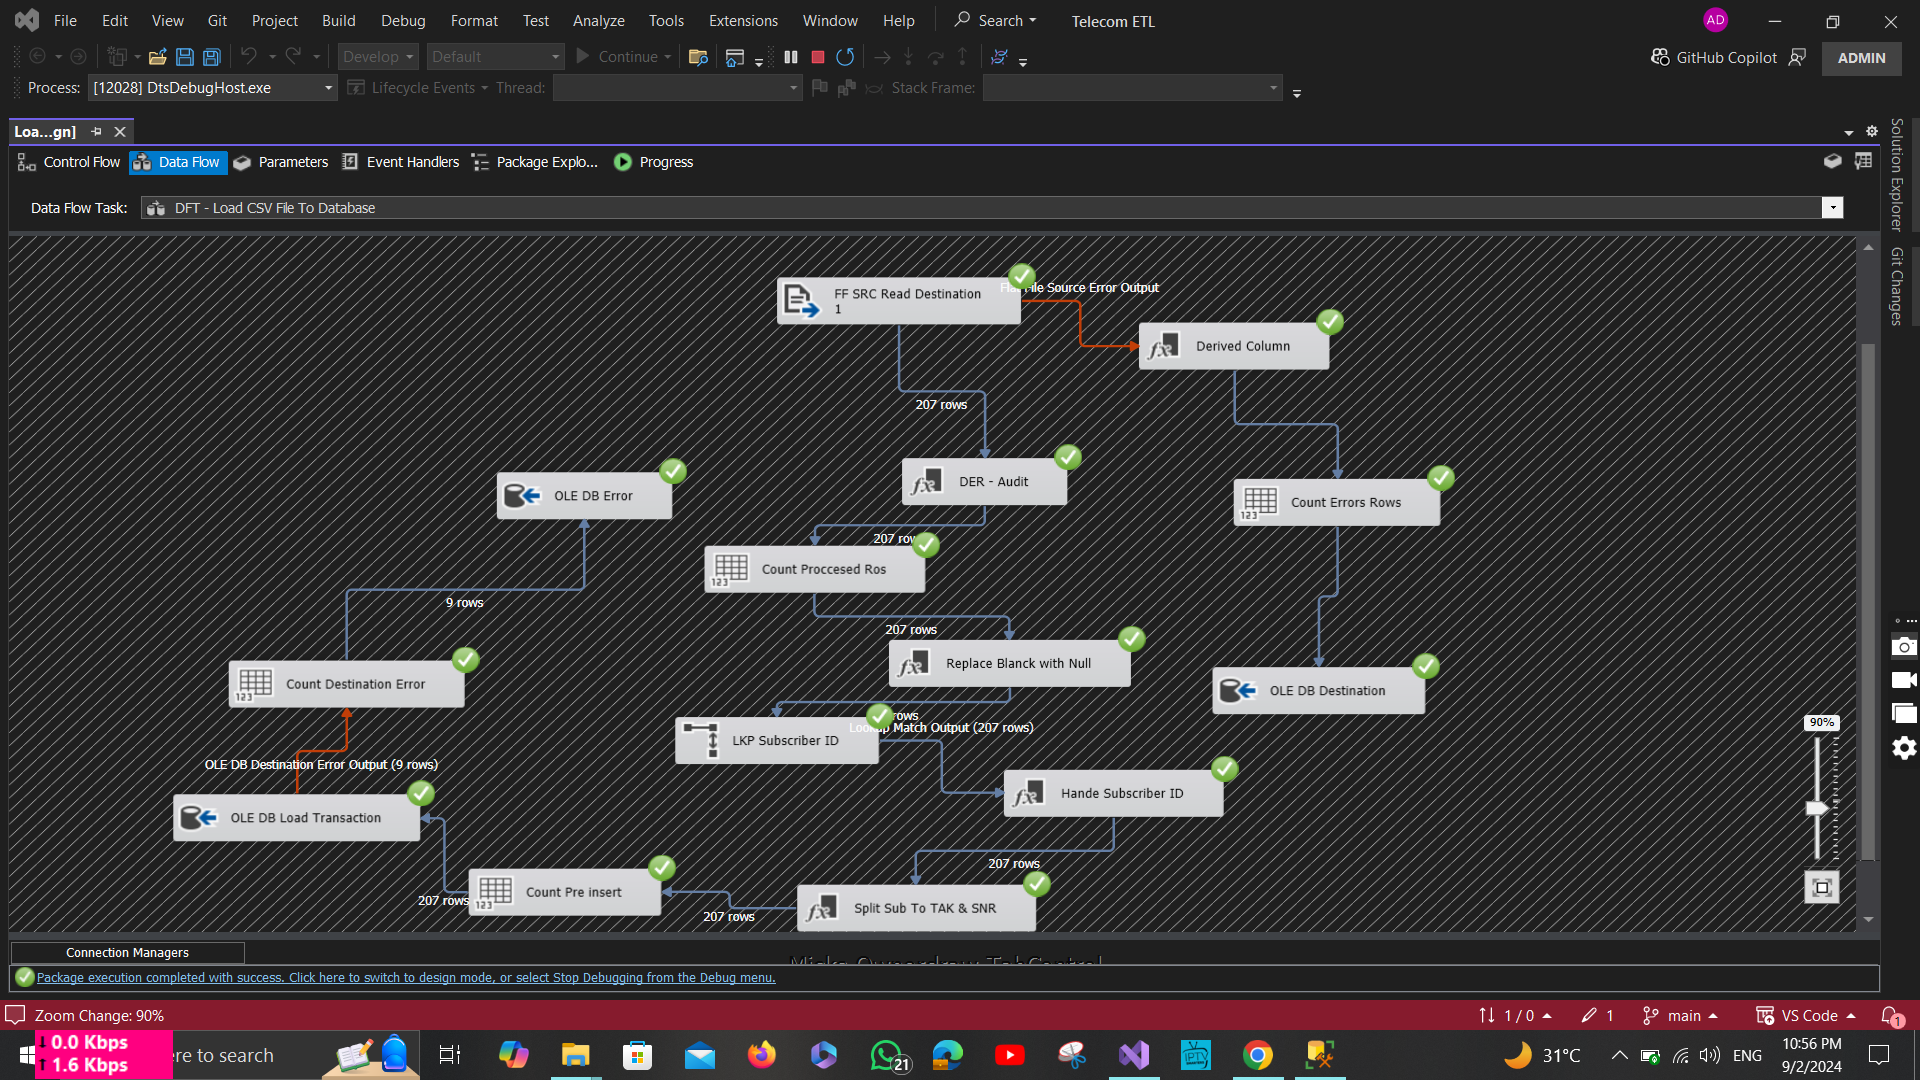 File Edit View Git Project Build Debug Format Test Analyze Tools Extensions Window Help Search Telecom ETL AD
Develop Default Continue GitHub Copilot ADMIN
Process: [12028] DtsDebugHost.exe Lifecycle Events Thread: Stack Frame:
Loa...gn]
Control Flow Data Flow Parameters Event Handlers Package Explo... Progress
Data Flow Task: DFT - Load CSV File To Database
Solution Explorer
Git Changes
FF SRC Read Destination
1
Flat File Source Error Output
Derived Column
207 rows
OLE DB Error
DER - Audit
Count Errors Rows
207 rows
Count Proccesed Ros
9 rows
207 rows
Replace Blanck with Null
Count Destination Error
OLE DB Destination
rows
Lookup Match Output (207 rows)
LKP Subscriber ID
90%
OLE DB Destination Error Output (9 rows)
Hande Subscriber ID
OLE DB Load Transaction
207 rows
Count Pre insert
207 rows
207 rows
Split Sub To TAK & SNR
Connection Managers
Package execution completed with success. Click here to switch to design mode, or select Stop Debugging from the Debug menu.
Zoom Change: 90% 1 / 0 1 main VS Code 1
0.0 Kbps
1.6 Kbps
re to search
21
31°C ENG
10:56 PM
9/2/2024